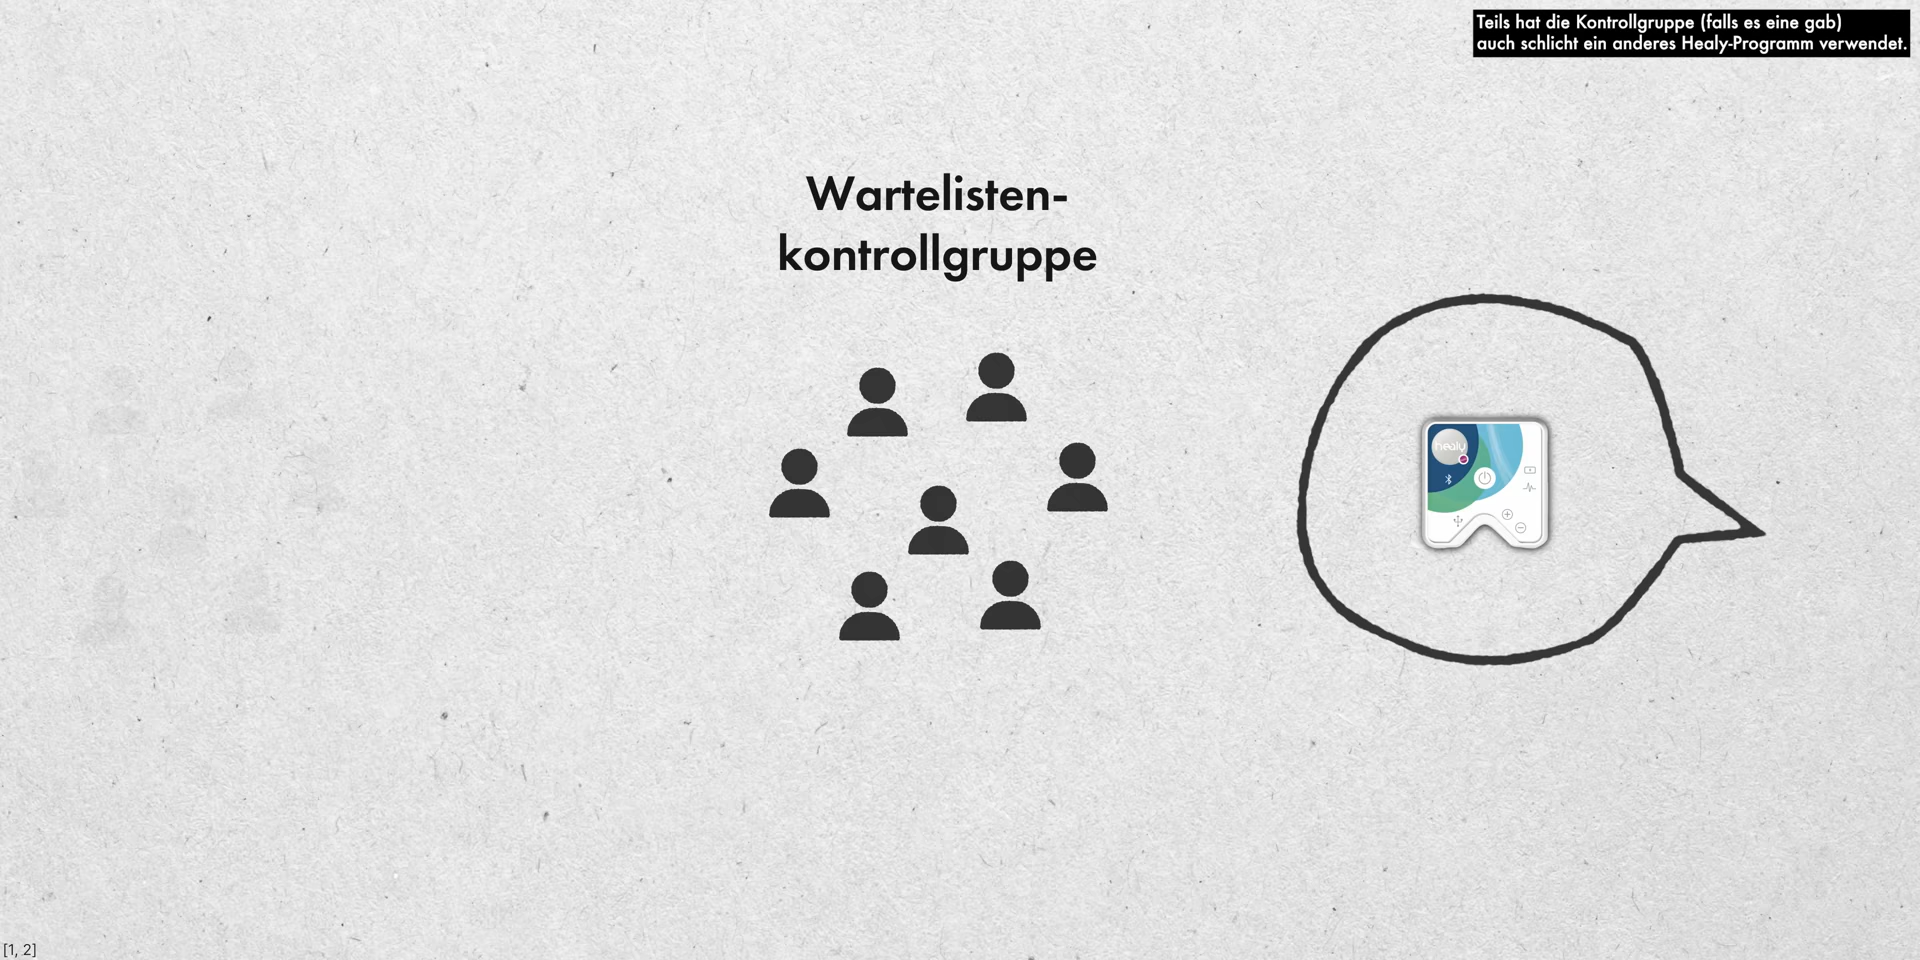 Teils hat die Kontrollgruppe (falls es eine gab)
auch schlicht ein anderes Healy-Programm verwendet.
Wartelisten-
kontrollgruppe
healy
[1, 2]